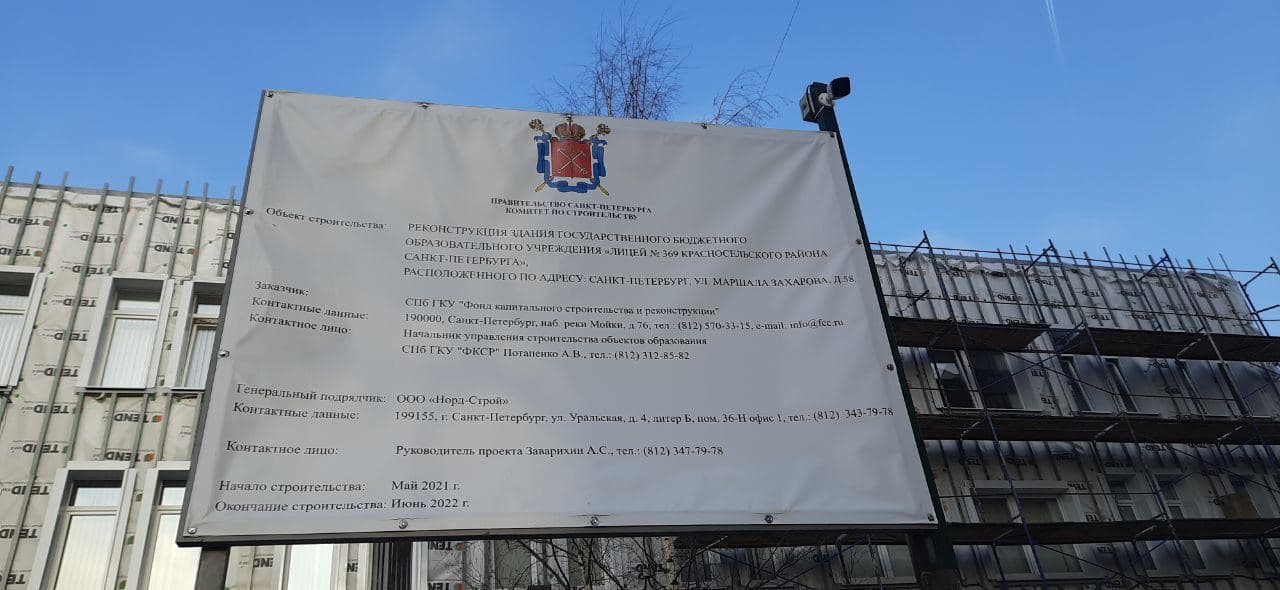 ПРАВИТЕЛЬСТВО САНКТ-ПЕТЕРБУРГА
КОМИТЕТ ПО СТРОИТЕЛЬСТВУ
Объект строительства: РЕКОНСТРУКЦИЯ ЗДАНИЯ ГОСУДАРСТВЕННОГО БЮДЖЕТНОГО
ОБРАЗОВАТЕЛЬНОГО УЧРЕЖДЕНИЯ «ЛИЦЕЙ № 369 КРАСНОСЕЛЬСКОГО РАЙОНА
САНКТ-ПЕТЕРБУРГА»,
РАСПОЛОЖЕННОГО ПО АДРЕСУ: САНКТ-ПЕТЕРБУРГ, УЛ. МАРШАЛА ЗАХАРОВА, Д.58.
Заказчик: СПб ГКУ "Фонд капитального строительства и реконструкции"
Контактные данные: 190000, Санкт-Петербург, наб. реки Мойки, д 76, тел.: (812) 570-33-15, e-mail: info@fcc.ru
Контактное лицо: Начальник управления строительства объектов образования
СПб ГКУ "ФКСР" Потапенко А.В., тел.: (812) 312-85-82
Генеральный подрядчик: ООО «Норд-Строй»
Контактные данные: 199155, г. Санкт-Петербург, ул. Уральская, д. 4, литер Б, пом. 36-Н офис 1, тел.: (812) 343-79-78
Контактное лицо: Руководитель проекта Заварихин А.С., тел.: (812) 347-79-78
Начало строительства: Май 2021 г.
Окончание строительства: Июнь 2022 г.
TEND